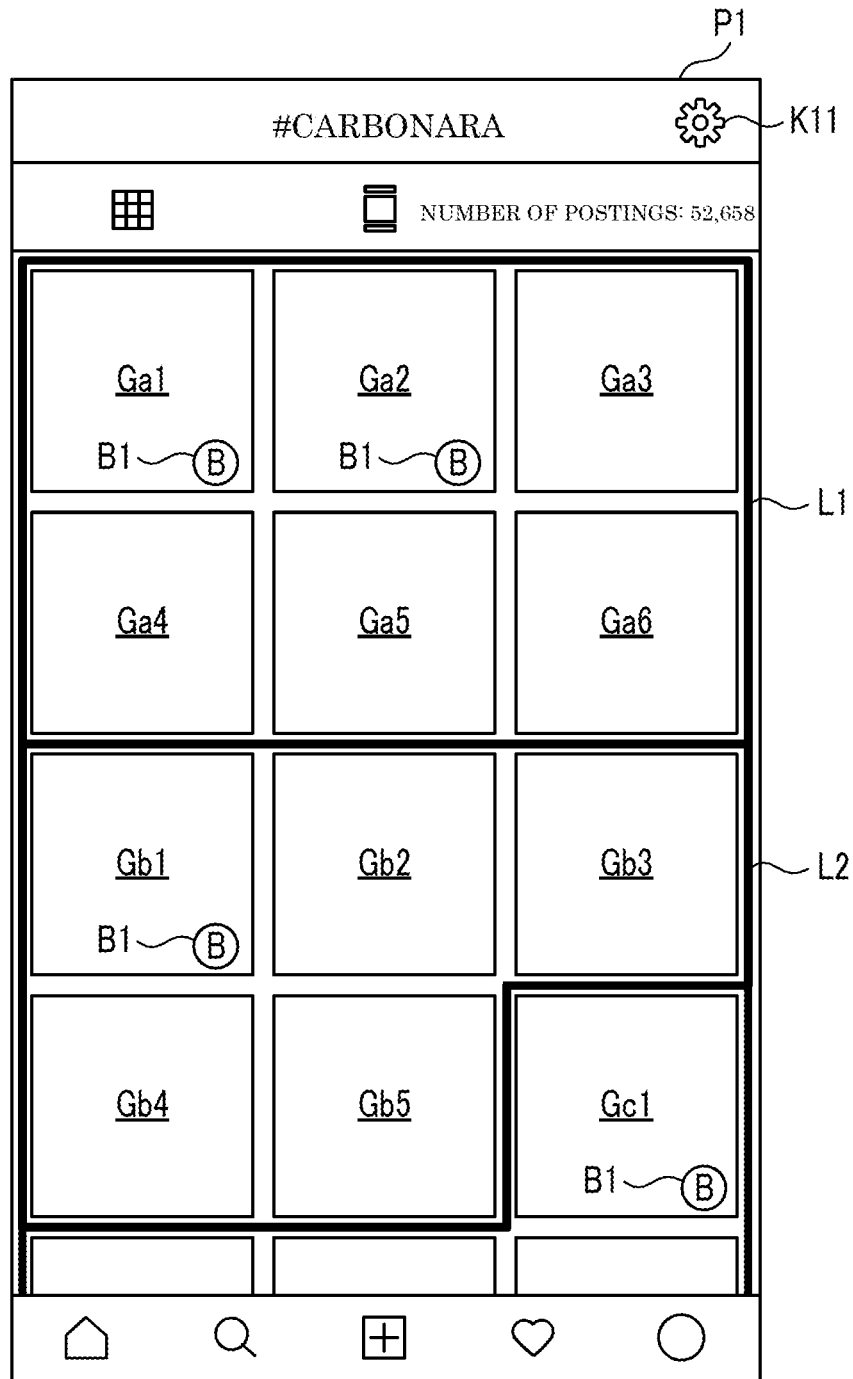 P1
#CARBONARA
K11
NUMBER OF POSTINGS: 52,658
Ga1 Ga2 Ga3
B1 B B1 B
L1
Ga4 Ga5 Ga6
Gb1 Gb2 Gb3
L2
B1 B
Gb4 Gb5 Gc1
B1 B